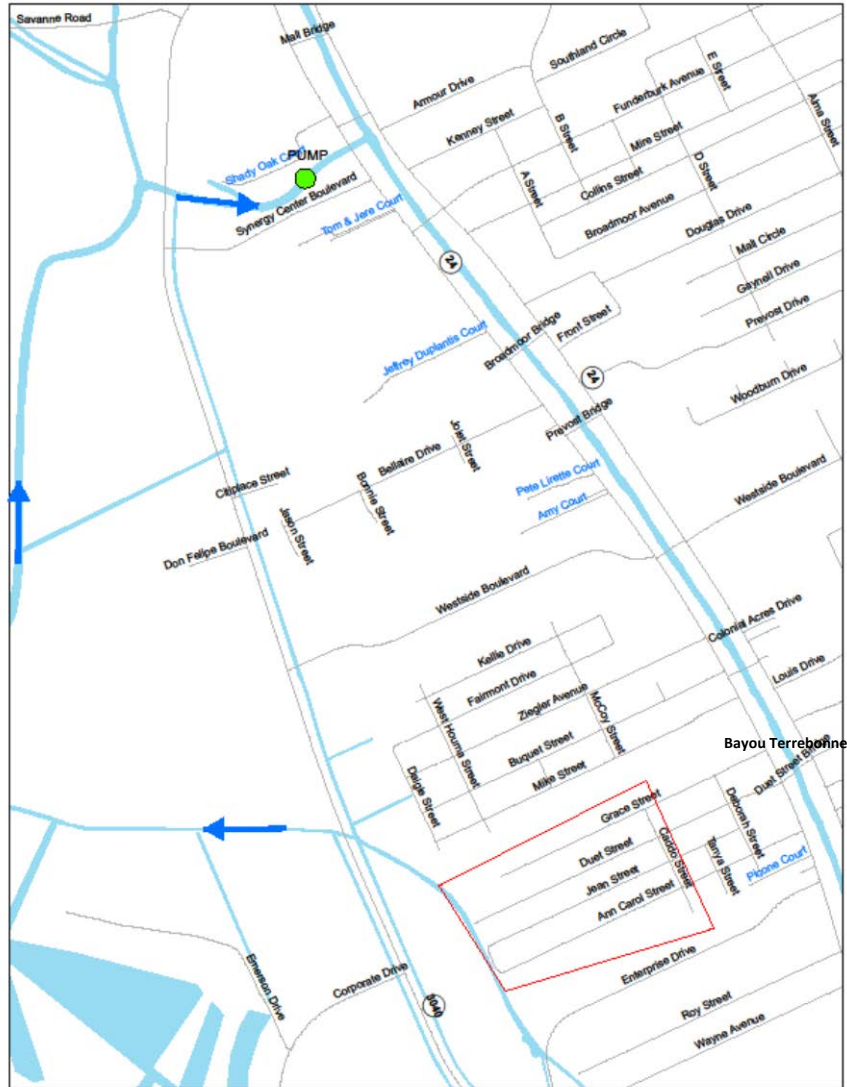 Savanne Road
Mall Bridge
Southland Circle
E Street
Armour Drive
Funderburk Avenue
Alma Street
Kenney Street
B Street
Mire Street
Shady Oak Court
PUMP
A Street
Collins Street
D Street
Synergy Center Boulevard
Broadmoor Avenue
Tom & Jere Court
Douglas Drive
24
Mall Circle
Gaynell Drive
Prevost Drive
Broadmoor Bridge
Front Street
Jeffrey Duplantis Court
24
Woodburn Drive
Prevost Bridge
Jolet Street
Bellaire Drive
Citiplace Street
Bonnie Street
Pete Lirette Court
Westside Boulevard
Amy Court
Jason Street
Don Felipe Boulevard
Westside Boulevard
Colonial Acres Drive
Kellie Drive
Louis Drive
Fairmont Drive
Ziegler Avenue
McCoy Street
West Houma Street
Buquet Street
Bayou Terrebonne
Duet Street Bridge
Mike Street
Daigle Street
Grace Street
Deborah Street
Duet Street
Caddo Street
Tanya Street
Jean Street
Picone Court
Ann Carol Street
Enterprise Drive
Emerson Drive
Corporate Drive
3040
Roy Street
Wayne Avenue